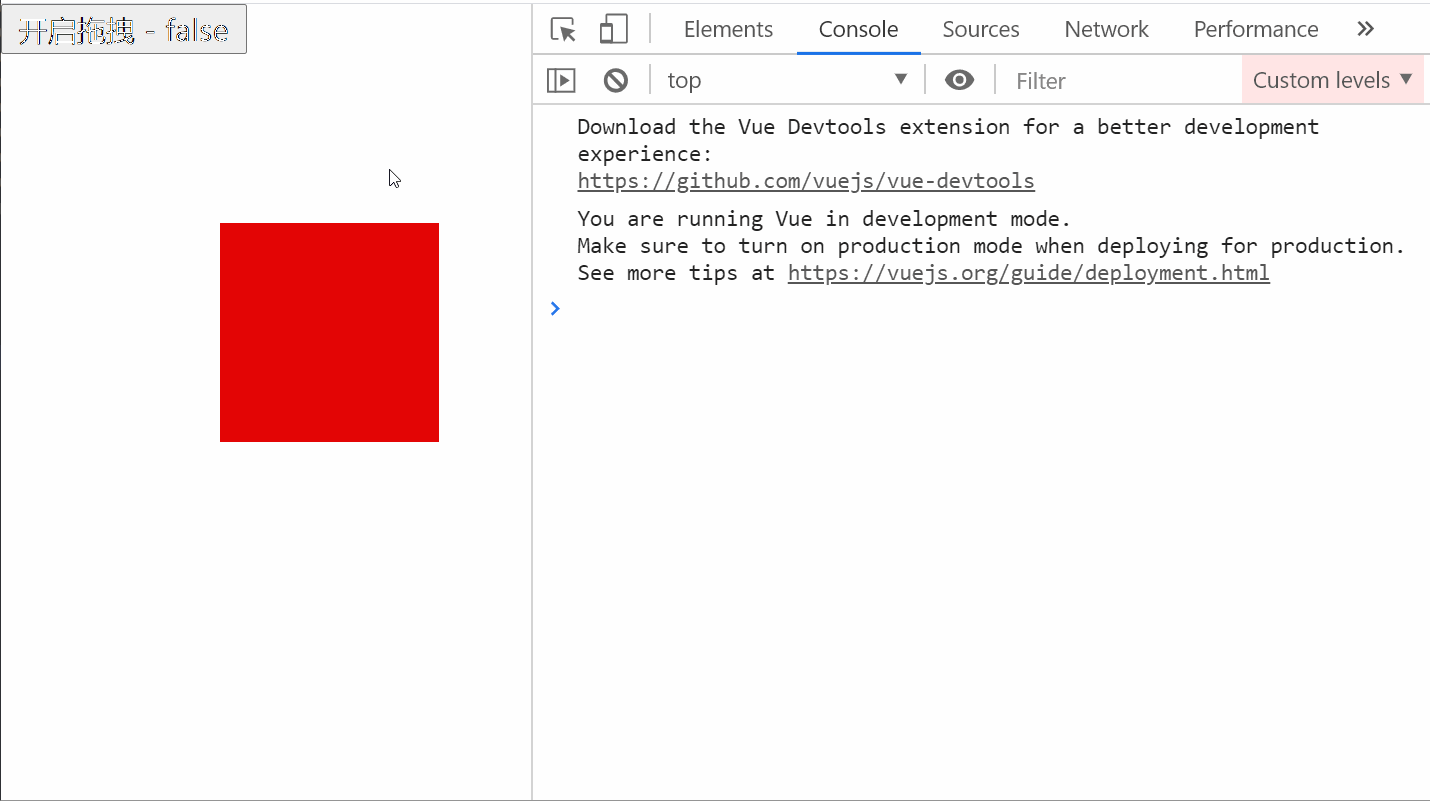 开启拖拽 - false
Elements Console Sources Network Performance
top Filter Custom levels
Download the Vue Devtools extension for a better development
experience:
https://github.com/vuejs/vue-devtools
You are running Vue in development mode.
Make sure to turn on production mode when deploying for production.
See more tips at https://vuejs.org/guide/deployment.html